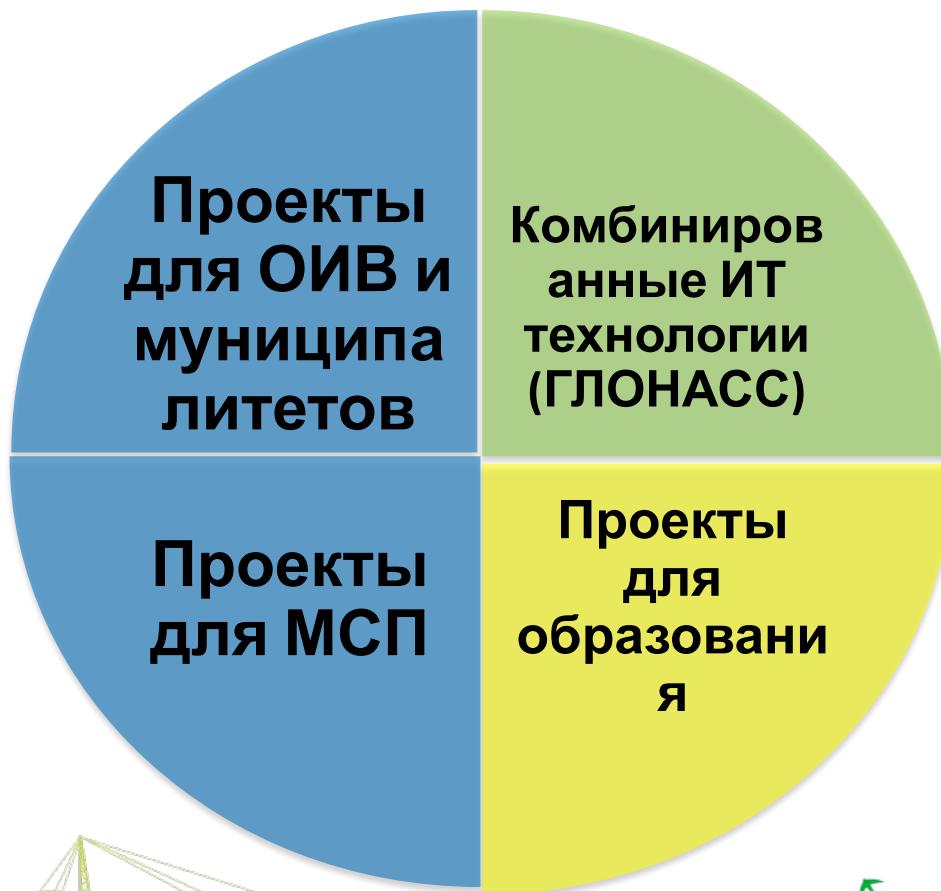 Проекты
для ОИВ и
муниципа
литетов
Комбиниров
анные ИТ
технологии
(ГЛОНАСС)
Проекты
для МСП
Проекты
для
образовани
я